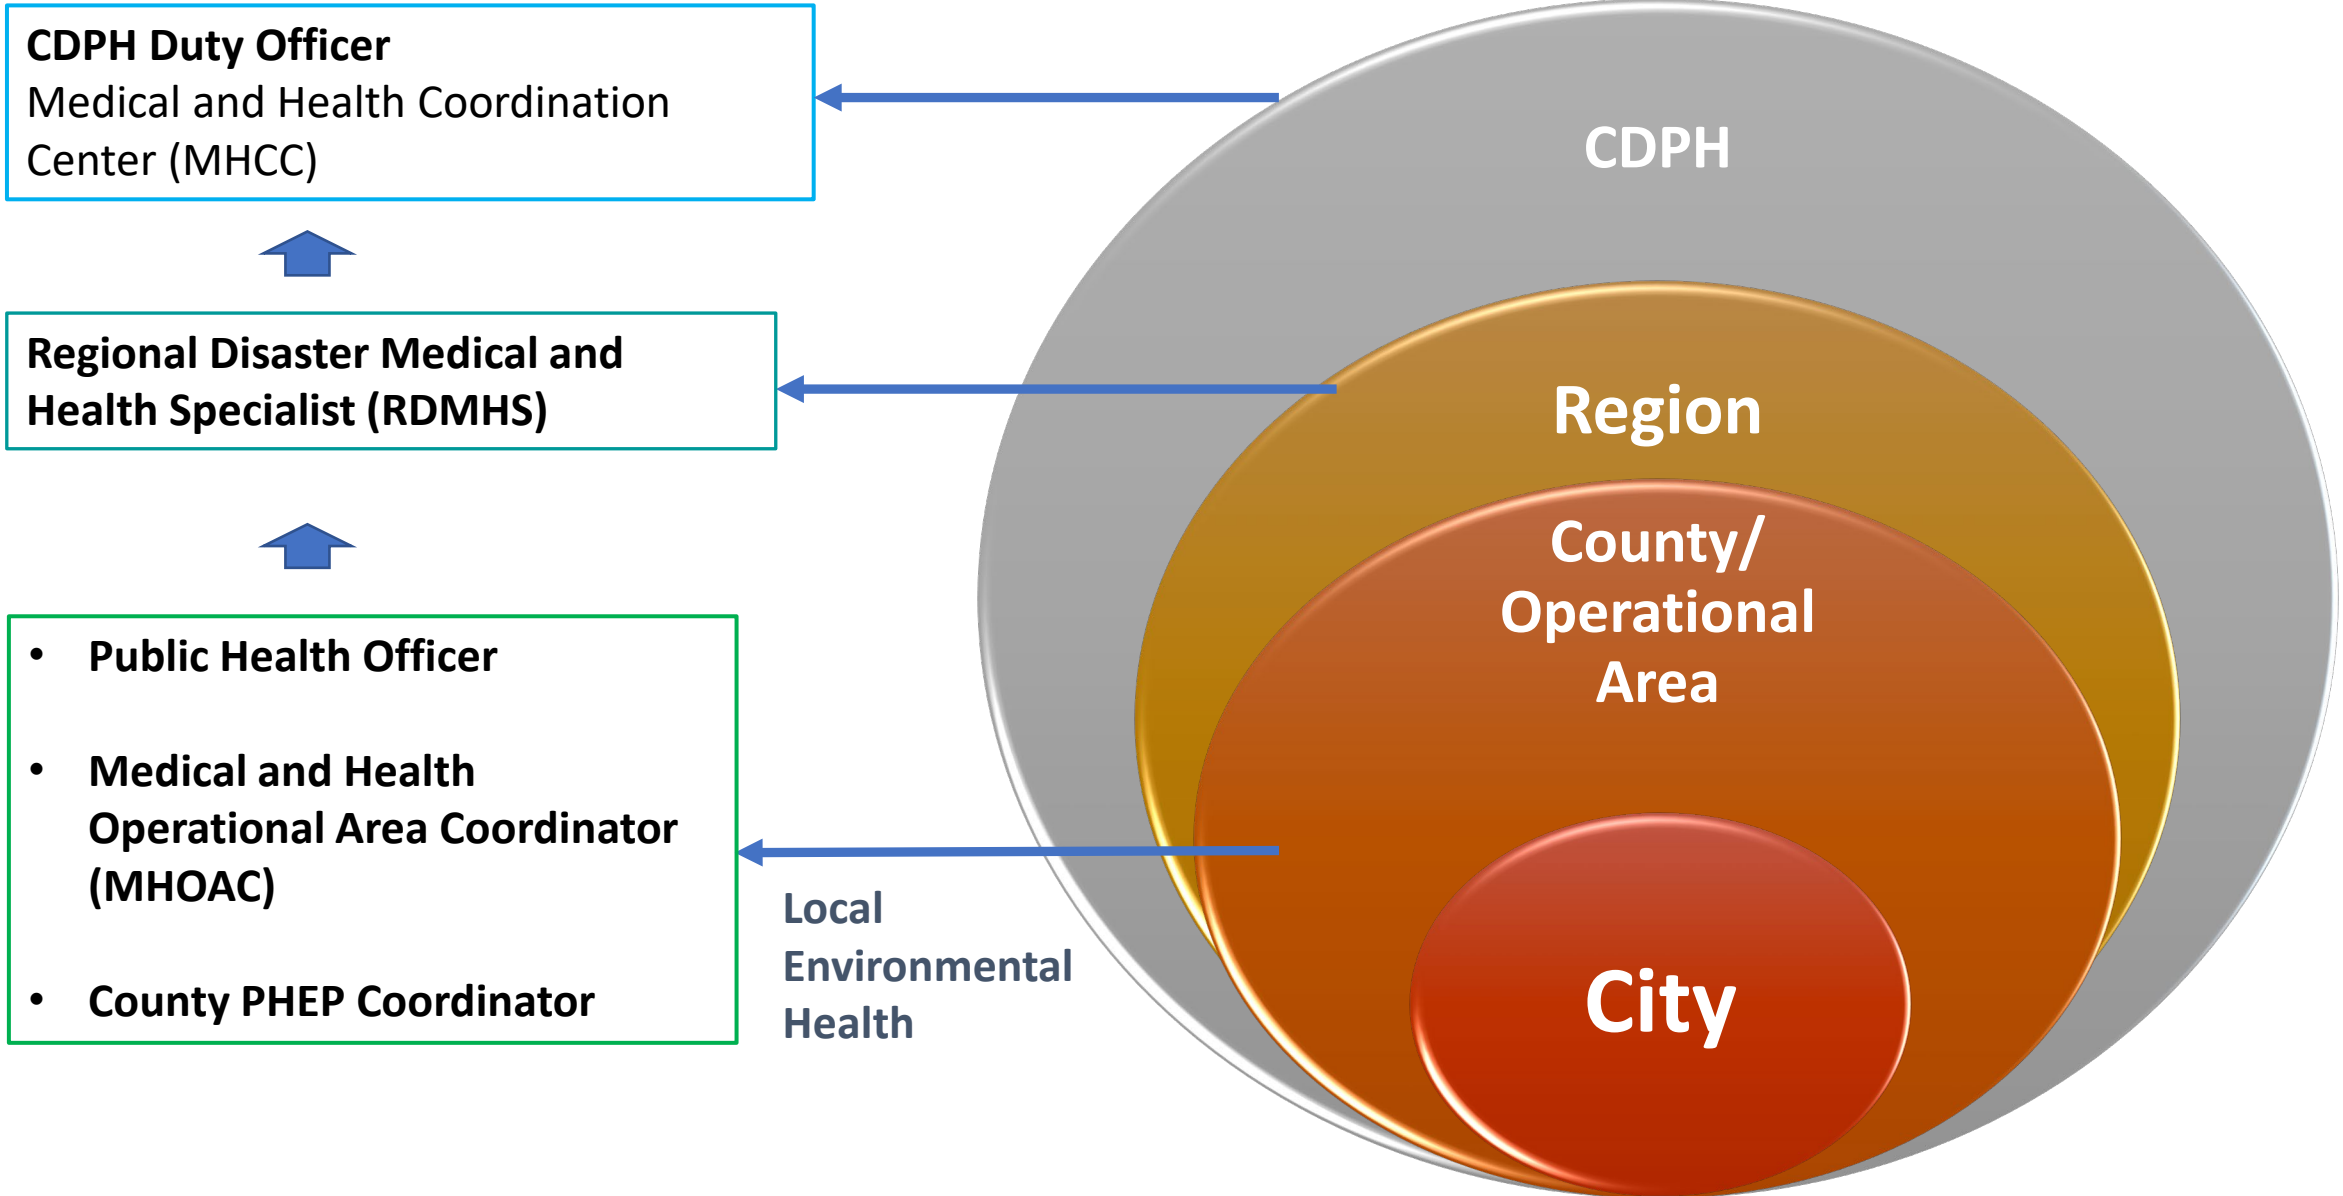 CDPH Duty Officer
Medical and Health Coordination
Center (MHCC)
Regional Disaster Medical and
Health Specialist (RDMHS)
• Public Health Officer
• Medical and Health
Operational Area Coordinator
(MHOAC)
• County PHEP Coordinator
Local
Environmental
Health
CDPH
Region
County/
Operational
Area
City